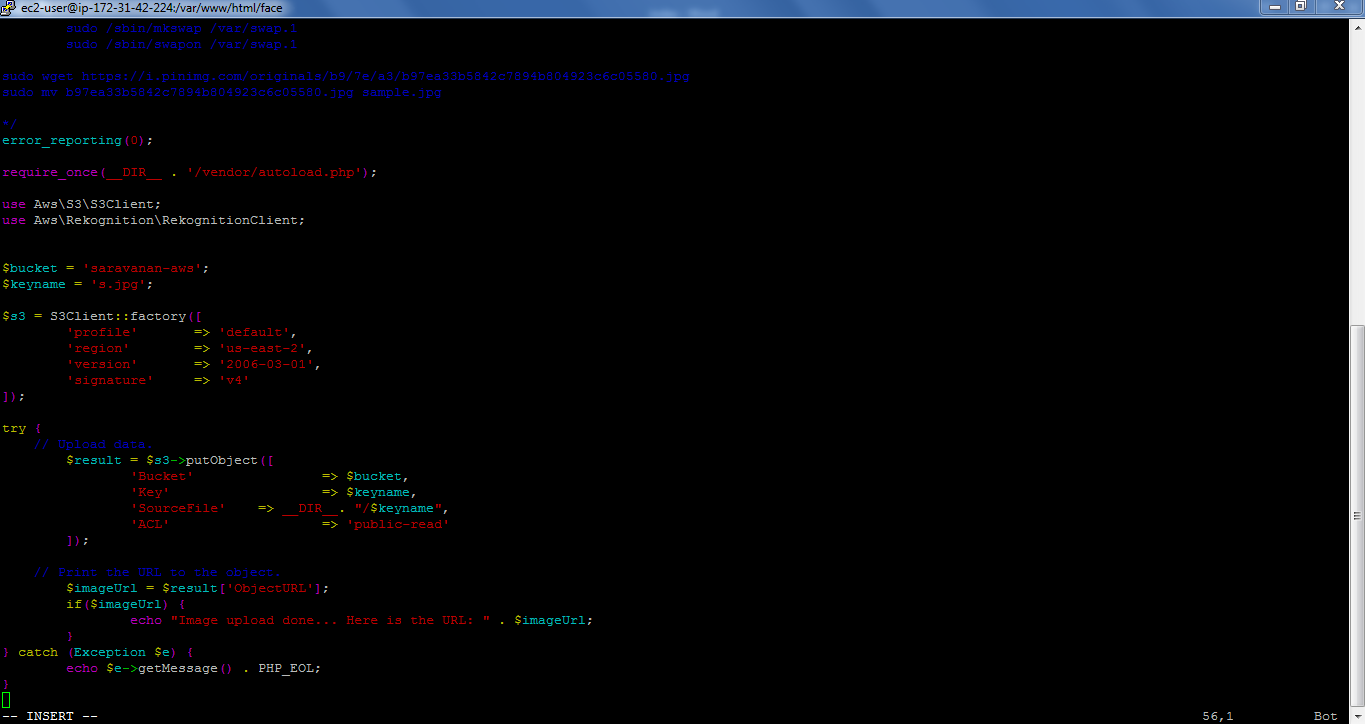 ec2-user@ip-172-31-42-224:/var/www/html/face
sudo /sbin/mkswap /var/swap.1
sudo /sbin/swapon /var/swap.1
sudo wget https://i.pinimg.com/originals/b9/7e/a3/b97ea33b5342c7894b804923c6c05580.jpg
sudo mv b97ea33b5342c7894b804923c6c05580.jpg sample.jpg
*/
error_reporting(0);
require_once(__DIR__ . '/vendor/autoload.php');
use Aws\S3\S3Client;
use Aws\Rekognition\RekognitionClient;
$bucket = 'saravanan-aws';
$keyname = 's.jpg';
$s3 = S3Client::factory([
'profile' => 'default',
'region' => 'us-east-2',
'version' => '2006-03-01',
'signature' => 'v4'
]);
try {
// Upload data.
$result = $s3->putObject([
'Bucket' => $bucket,
'Key' => $keyname,
'SourceFile' => __DIR__. "/$keyname",
'ACL' => 'public-read'
]);
// Print the URL to the object.
$imageUrl = $result['ObjectURL'];
if($imageUrl) {
echo "Image upload done... Here is the URL: " . $imageUrl;
}
} catch (Exception $e) {
echo $e->getMessage() . PHP_EOL;
}
-- INSERT -- 56,1 Bot